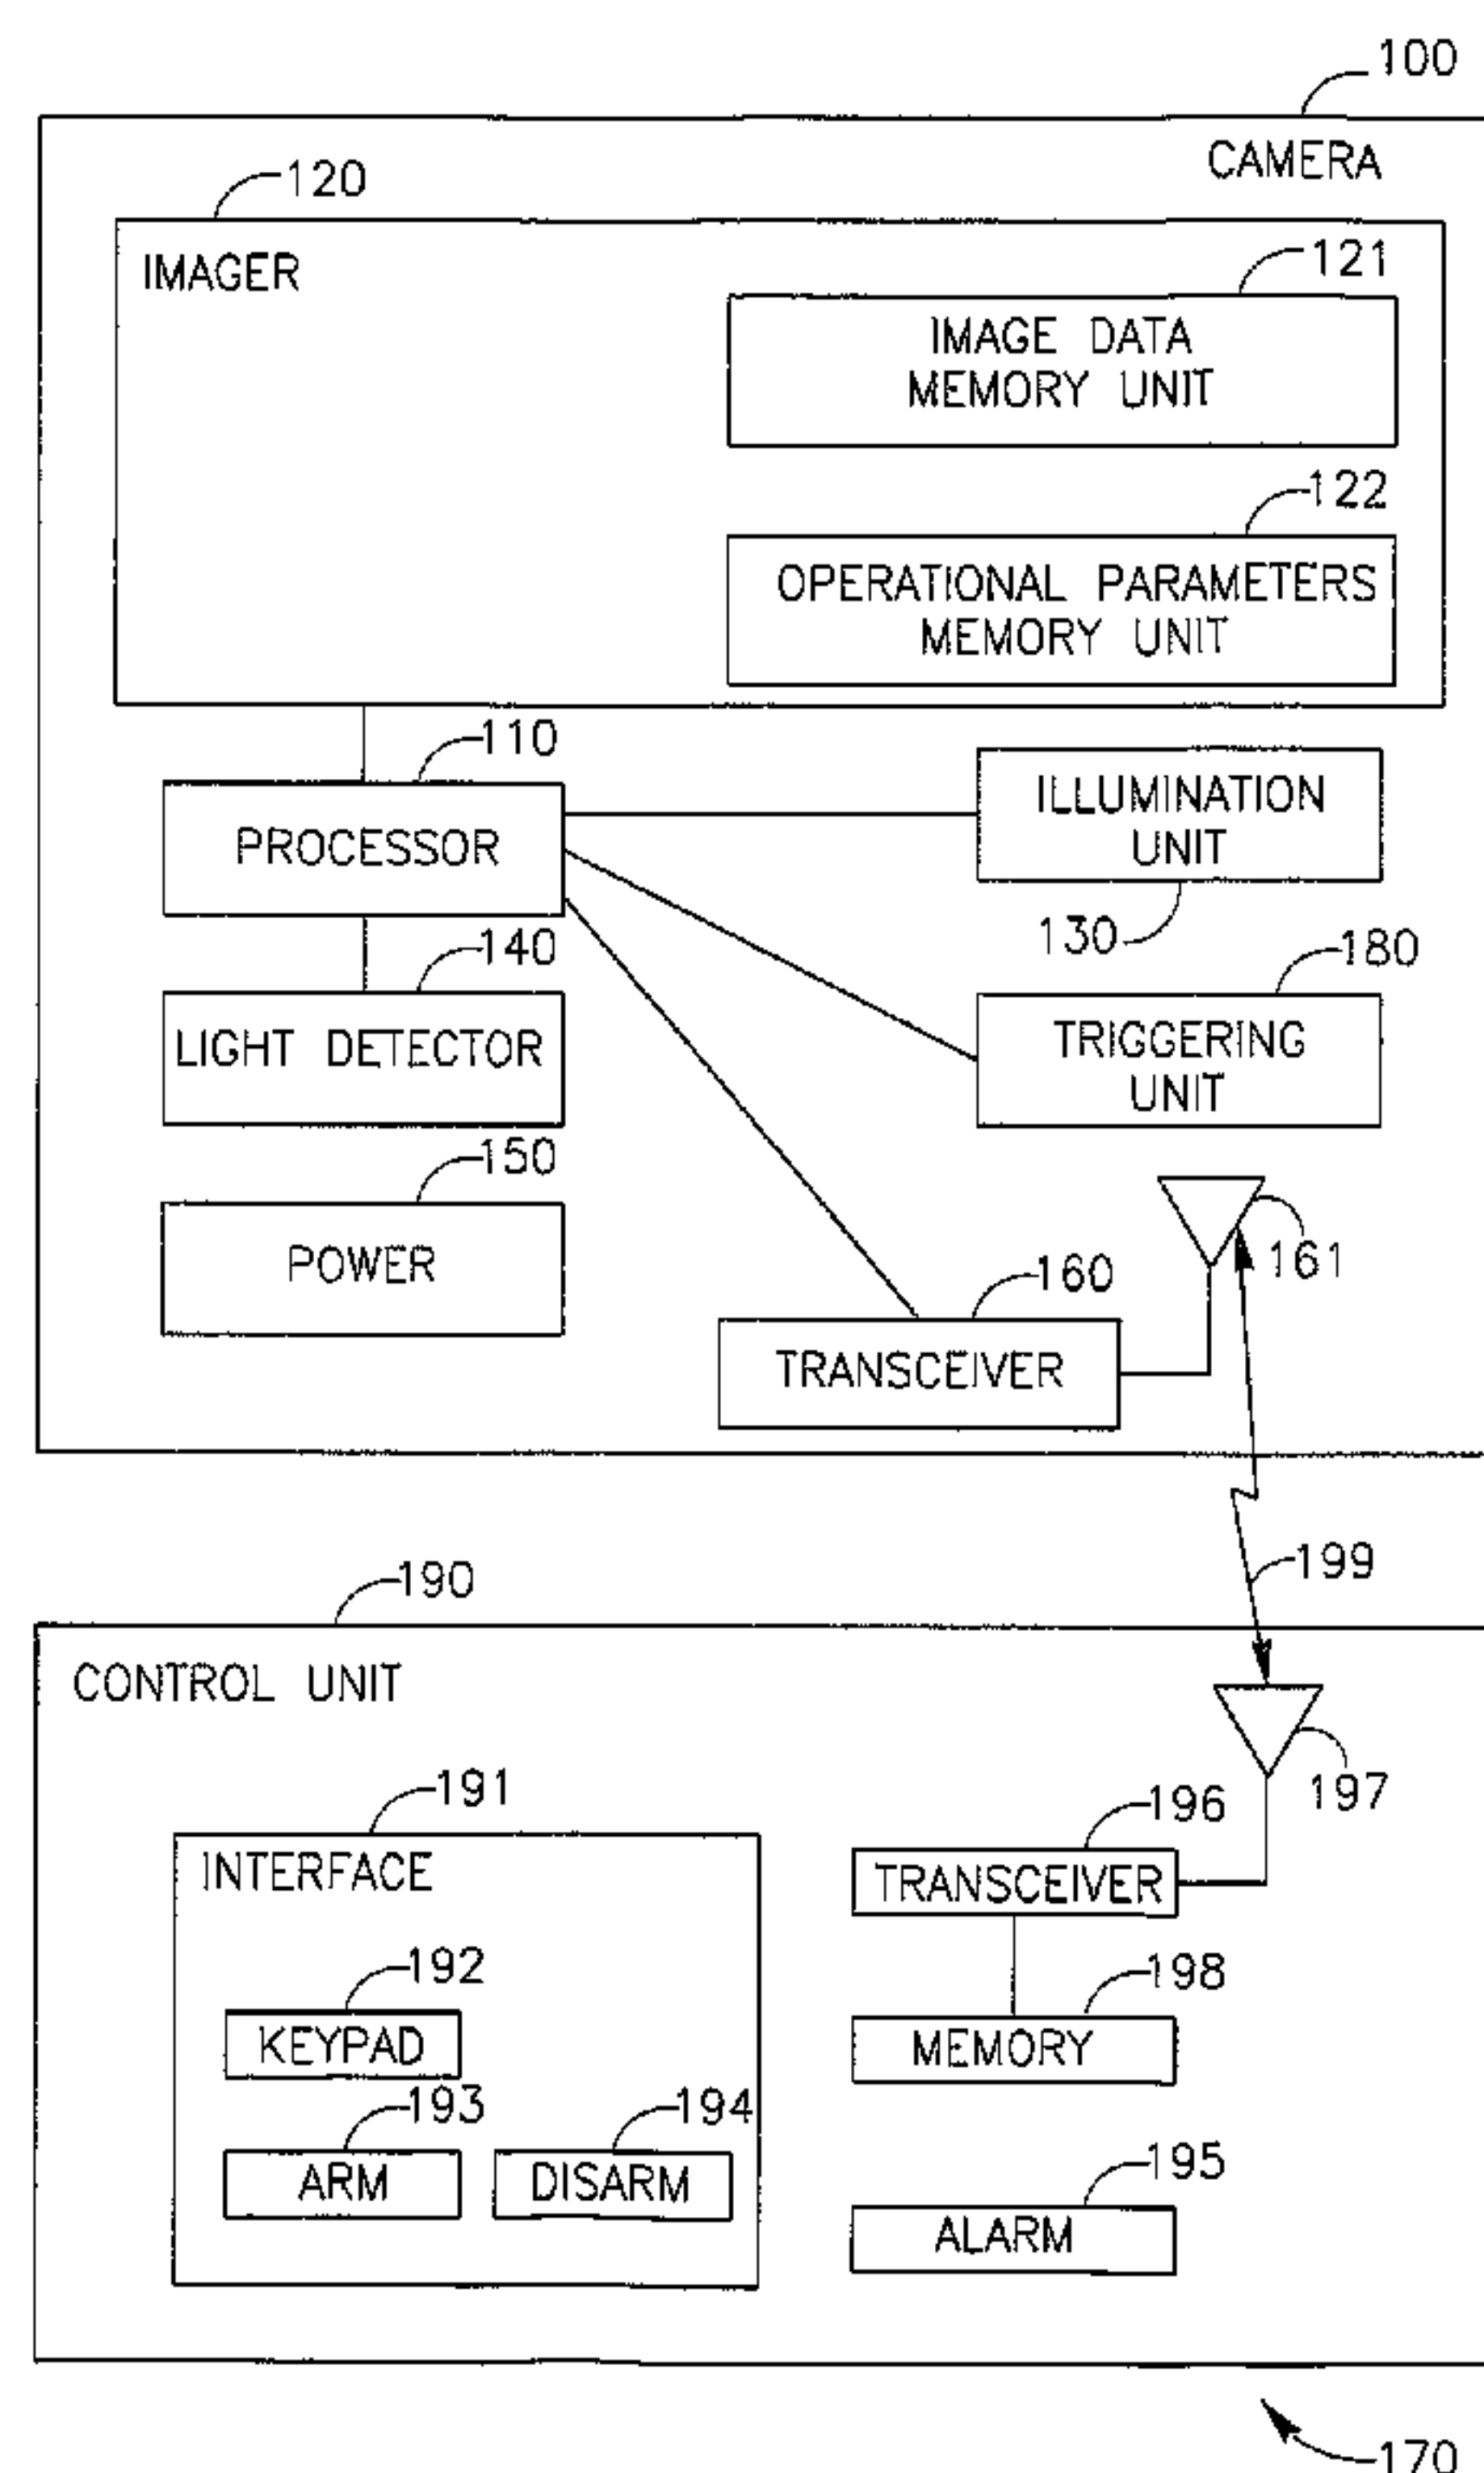 100
CAMERA
120
IMAGER
121
IMAGE DATA
MEMORY UNIT
122
OPERATIONAL PARAMETERS
MEMORY UNIT
110
PROCESSOR
ILLUMINATION
UNIT
130
140
LIGHT DETECTOR
180
TRIGGERING
UNIT
150
POWER
161
160
TRANSCEIVER
199
190
CONTROL UNIT
197
191
INTERFACE
196
TRANSCEIVER
192
KEYPAD
198
MEMORY
193
ARM
194
DISARM
195
ALARM
170